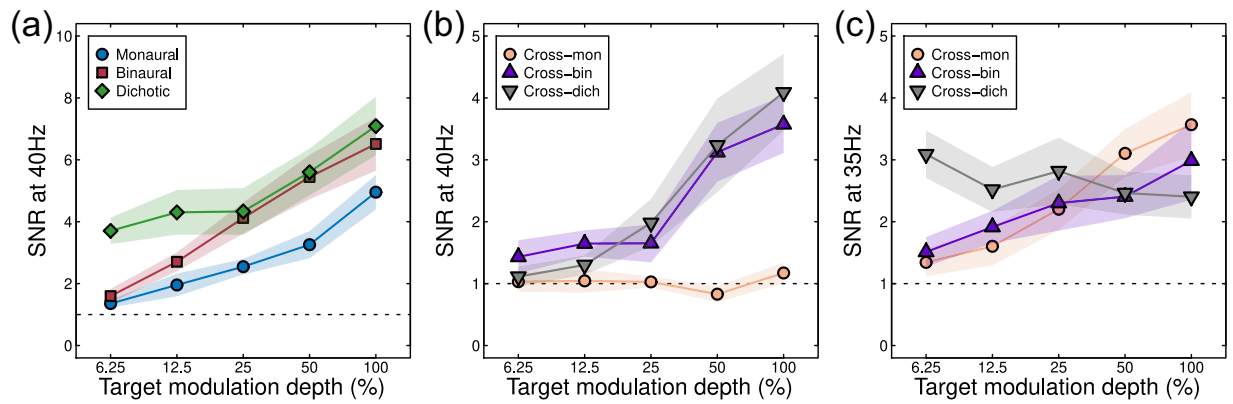 (a)
SNR at 40Hz
10
8
6
4
2
0
Monaural
Binaural
Dichotic
6.25 12.5 25 50 100
Target modulation depth (%)
(b)
SNR at 40Hz
5
4
3
2
1
0
Cross−mon
Cross−bin
Cross−dich
6.25 12.5 25 50 100
Target modulation depth (%)
(c)
SNR at 35Hz
5
4
3
2
1
0
Cross−mon
Cross−bin
Cross−dich
6.25 12.5 25 50 100
Target modulation depth (%)